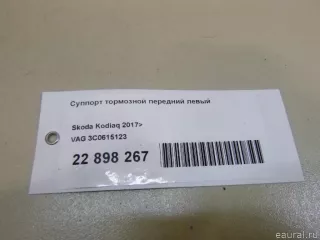 Суппорт тормозной передний левый
Skoda Kodiaq 2017>
VAG 3C0615123
22 898 267
eaural.ru